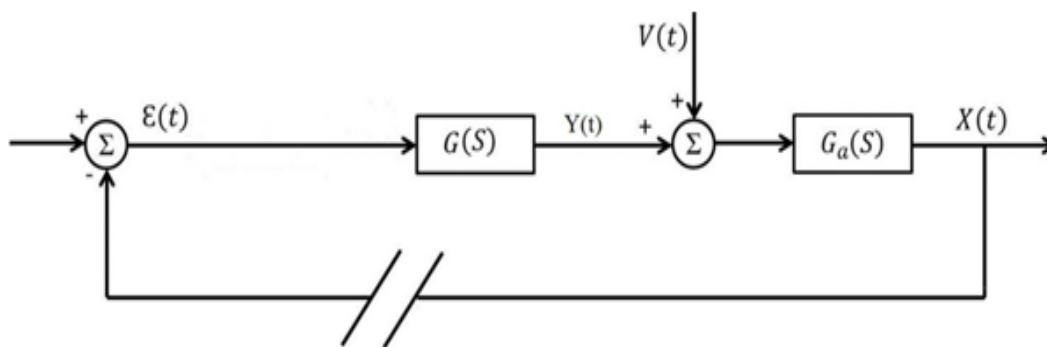 V(t)
+ Ɛ(t) + X(t)
Σ G(S) Y(t) + Σ Gₐ(S)
-